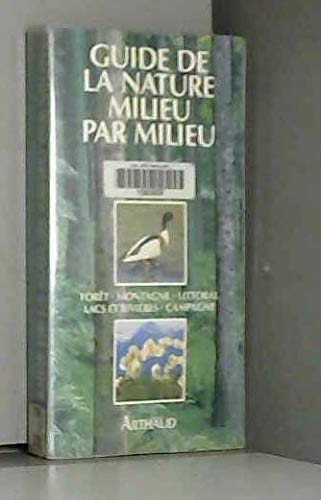 GUIDE DE
LA NATURE
MILIEU
PAR MILIEU
FORÊT - MONTAGNE - LITTORAL
LACS ET RIVIÈRES - CAMPAGNE
ARTHAUD